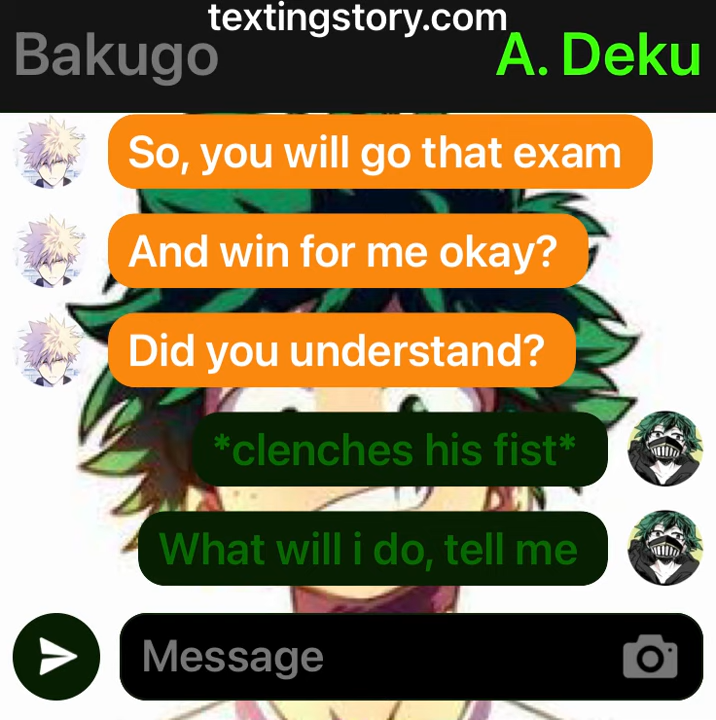 textingstory.com
Bakugo A. Deku
So, you will go that exam
And win for me okay?
Did you understand?
*clenches his fist*
What will i do, tell me
Message